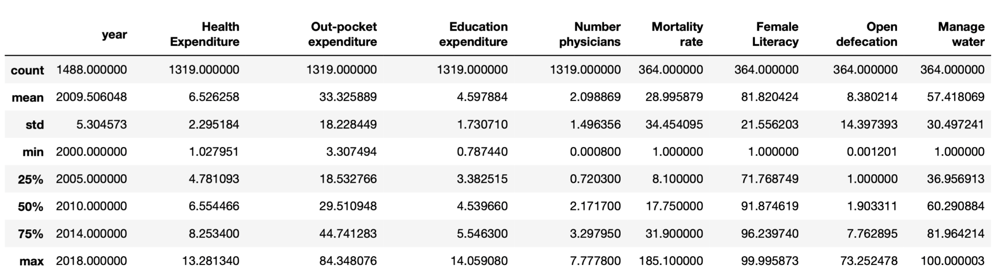 year Health Expenditure Out-pocket expenditure Education expenditure Number physicians Mortality rate Female Literacy Open defecation Manage water
count 1488.000000 1319.000000 1319.000000 1319.000000 1319.000000 364.000000 364.000000 364.000000 364.000000
mean 2009.506048 6.526258 33.325889 4.597884 2.098869 28.995879 81.820424 8.380214 57.418069
std 5.304573 2.295184 18.228449 1.730710 1.496356 34.454095 21.556203 14.397393 30.497241
min 2000.000000 1.027951 3.307494 0.787440 0.000800 1.000000 1.000000 0.001201 1.000000
25% 2005.000000 4.781093 18.532766 3.382515 0.720300 8.100000 71.768749 1.000000 36.956913
50% 2010.000000 6.554466 29.510948 4.539660 2.171700 17.750000 91.874619 1.903311 60.290884
75% 2014.000000 8.253400 44.741283 5.546300 3.297950 31.900000 96.239740 7.762895 81.964214
max 2018.000000 13.281340 84.348076 14.059080 7.777800 185.100000 99.995873 73.252478 100.000003